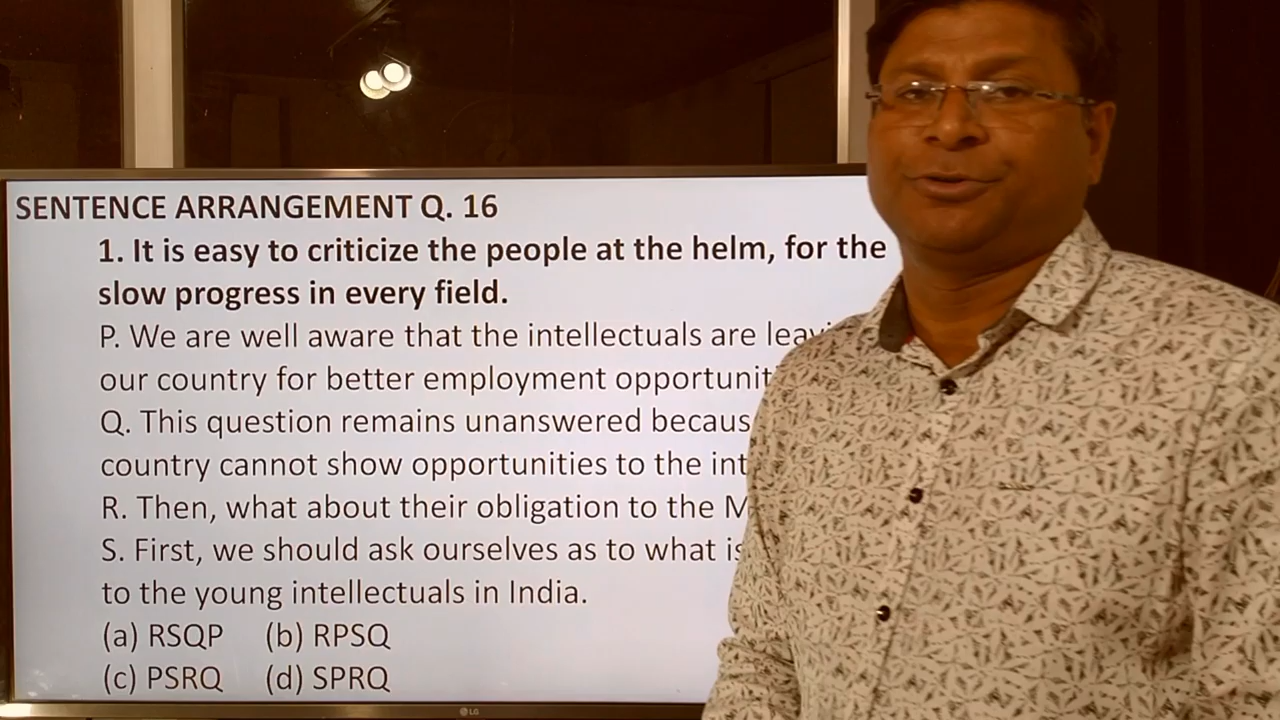 SENTENCE ARRANGEMENT Q. 16
1. It is easy to criticize the people at the helm, for the
slow progress in every field.
P. We are well aware that the intellectuals are
our country for better employment
Q. This question remains unanswered
country cannot show opportunities to the
R. Then, what about their obligation to the
S. First, we should ask ourselves as to what
to the young intellectuals in India.
(a) RSQP (b) RPSQ
(c) PSRQ (d) SPRQ
LG